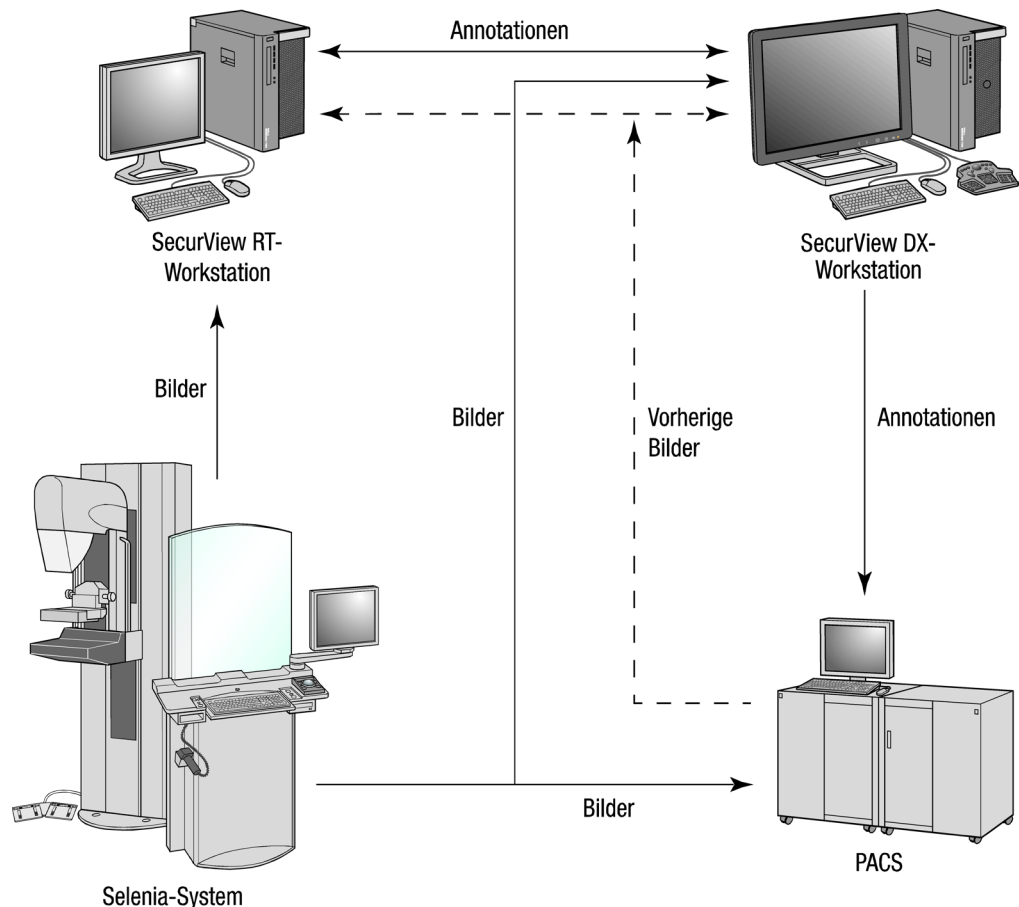 Annotationen
SecurView RT-
Workstation
SecurView DX-
Workstation
Bilder
Bilder
Vorherige
Bilder
Annotationen
Bilder
PACS
Selenia-System